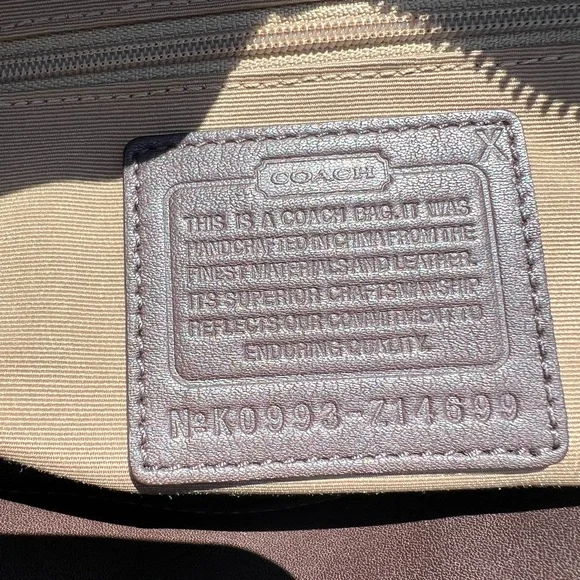 X
COACH
THIS IS A COACH BAG. IT WAS
HANDCRAFTED IN CHINA FROM THE
FINEST MATERIALS AND LEATHER.
ITS SUPERIOR CRAFTSMANSHIP
REFLECTS OUR COMMITMENT TO
ENDURING QUALITY.
Nº K0993-Z14699